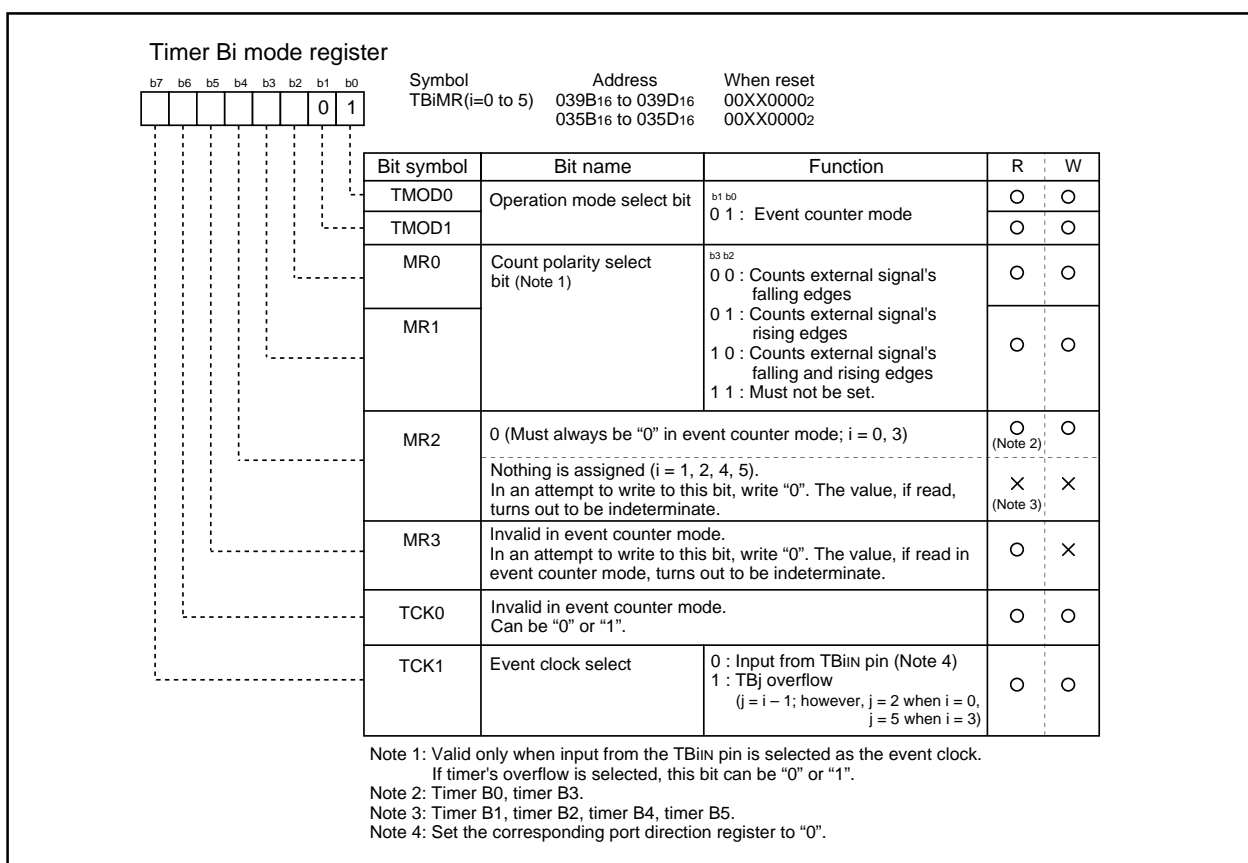 Timer Bi mode register
b7 b6 b5 b4 b3 b2 b1 b0
0 1
Symbol Address When reset
TBiMR(i=0 to 5) 039B16 to 039D16 00XX00002
035B16 to 035D16 00XX00002
Bit symbol Bit name Function R W
TMOD0 Operation mode select bit b1 b0
0 1 : Event counter mode
TMOD1
MR0 Count polarity select
bit (Note 1)
b3 b2
0 0 : Counts external signal's
falling edges
0 1 : Counts external signal's
rising edges
MR1
1 0 : Counts external signal's
falling and rising edges
1 1 : Must not be set.
MR2 0 (Must always be “0” in event counter mode; i = 0, 3)
(Note 2)
Nothing is assigned (i = 1, 2, 4, 5).
In an attempt to write to this bit, write “0”. The value, if read,
turns out to be indeterminate.
(Note 3)
MR3 Invalid in event counter mode.
In an attempt to write to this bit, write “0”. The value, if read in
event counter mode, turns out to be indeterminate.
TCK0 Invalid in event counter mode.
Can be “0” or “1”.
TCK1 Event clock select 0 : Input from TBiIN pin (Note 4)
1 : TBj overflow
(j = i – 1; however, j = 2 when i = 0,
j = 5 when i = 3)
Note 1: Valid only when input from the TBiIN pin is selected as the event clock.
If timer's overflow is selected, this bit can be “0” or “1”.
Note 2: Timer B0, timer B3.
Note 3: Timer B1, timer B2, timer B4, timer B5.
Note 4: Set the corresponding port direction register to “0”.